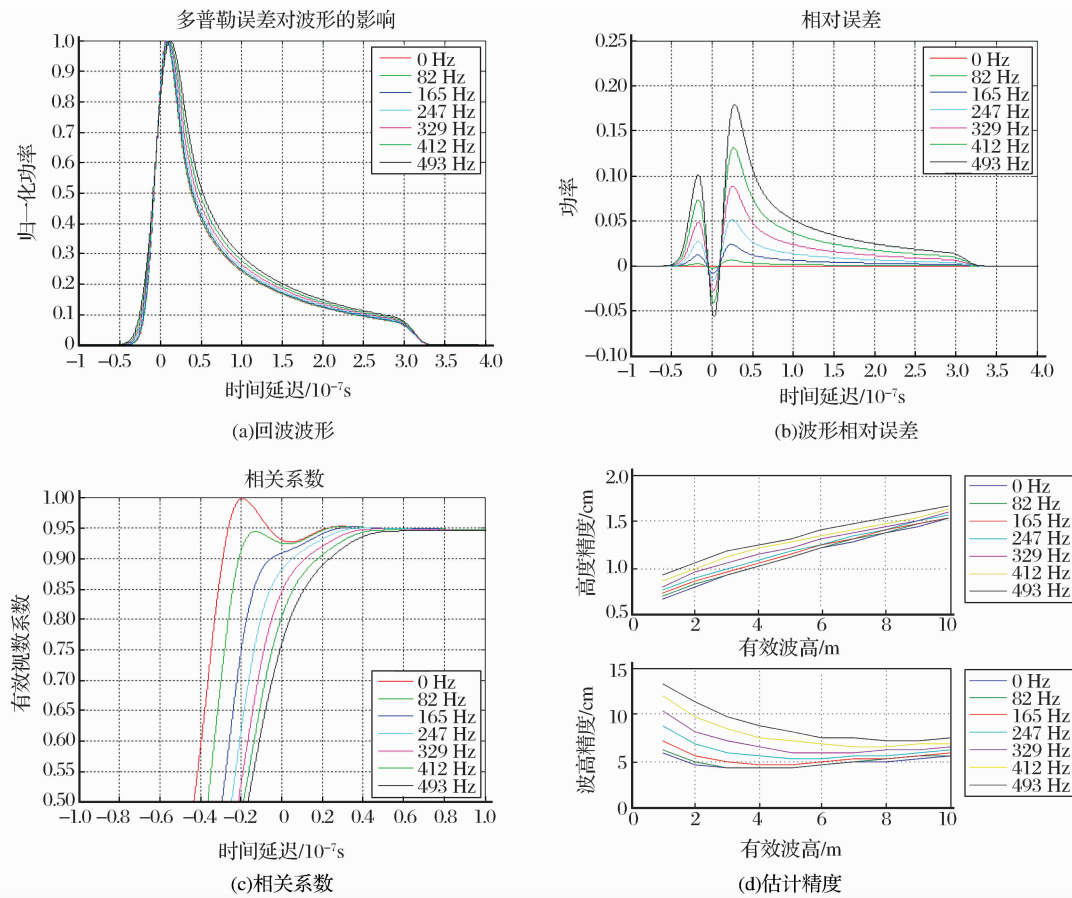 多普勒误差对波形的影响
1.0
0.9
0.8
0.7
0.6
0.5
0.4
0.3
0.2
0.1
0
归一化功率
0 Hz
82 Hz
165 Hz
247 Hz
329 Hz
412 Hz
493 Hz
-1 -0.5 0 0.5 1.0 1.5 2.0 2.5 3.0 3.5 4.0
时间延迟/10⁻⁷s
(a)回波波形
相对误差
0.25
0.20
0.15
0.10
0.05
0
-0.05
-0.10
功率
0 Hz
82 Hz
165 Hz
247 Hz
329 Hz
412 Hz
493 Hz
-1 -0.5 0 0.5 1.0 1.5 2.0 2.5 3.0 3.5 4.0
时间延迟/10⁻⁷s
(b)波形相对误差
相关系数
1.00
0.95
0.90
0.85
0.80
0.75
0.70
0.65
0.60
0.55
0.50
有效视数系数
0 Hz
82 Hz
165 Hz
247 Hz
329 Hz
412 Hz
493 Hz
-1.0 -0.8 -0.6 -0.4 -0.2 0 0.2 0.4 0.6 0.8 1.0
时间延迟/10⁻⁷s
(c)相关系数
2.0
1.5
1.0
0.5
高度精度/cm
0 2 4 6 8 10
有效波高/m
0 Hz
82 Hz
165 Hz
247 Hz
329 Hz
412 Hz
493 Hz
15
10
5
0
波高精度/cm
0 2 4 6 8 10
有效波高/m
0 Hz
82 Hz
165 Hz
247 Hz
329 Hz
412 Hz
493 Hz
(d)估计精度